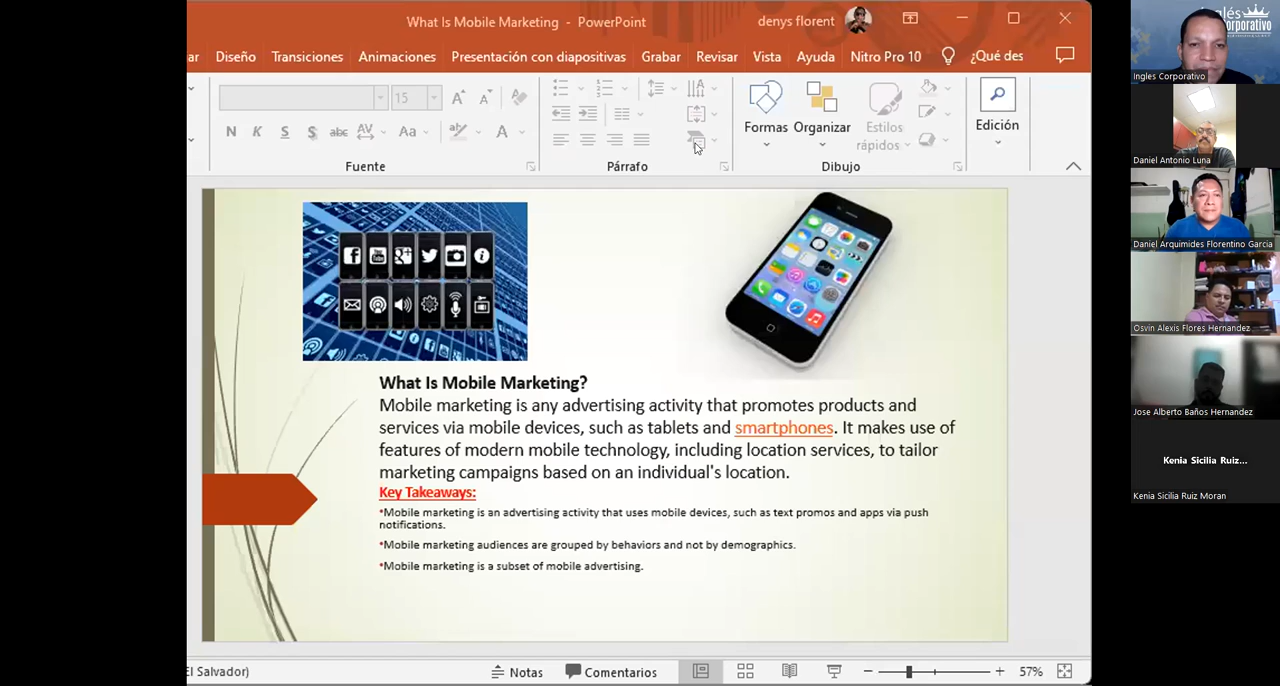 What Is Mobile Marketing - PowerPoint
denys florent
ar Diseño Transiciones Animaciones Presentación con diapositivas Grabar Revisar Vista Ayuda Nitro Pro 10 ¿Qué des
15
N K S S abc AV Aa A
Formas Organizar Estilos rápidos Edición
Fuente Párrafo Dibujo
What Is Mobile Marketing?
Mobile marketing is any advertising activity that promotes products and
services via mobile devices, such as tablets and smartphones. It makes use of
features of modern mobile technology, including location services, to tailor
marketing campaigns based on an individual's location.
Key Takeaways:
•Mobile marketing is an advertising activity that uses mobile devices, such as text promos and apps via push
notifications.
•Mobile marketing audiences are grouped by behaviors and not by demographics.
•Mobile marketing is a subset of mobile advertising.
El Salvador)
Notas Comentarios 57%
Ingles Corporativo
Daniel Antonio Luna
Daniel Arquimides Florentino Garcia
Osvin Alexis Flores Hernandez
Jose Alberto Baños Hernandez
Kenia Sicilia Ruiz...
Kenia Sicilia Ruiz Moran